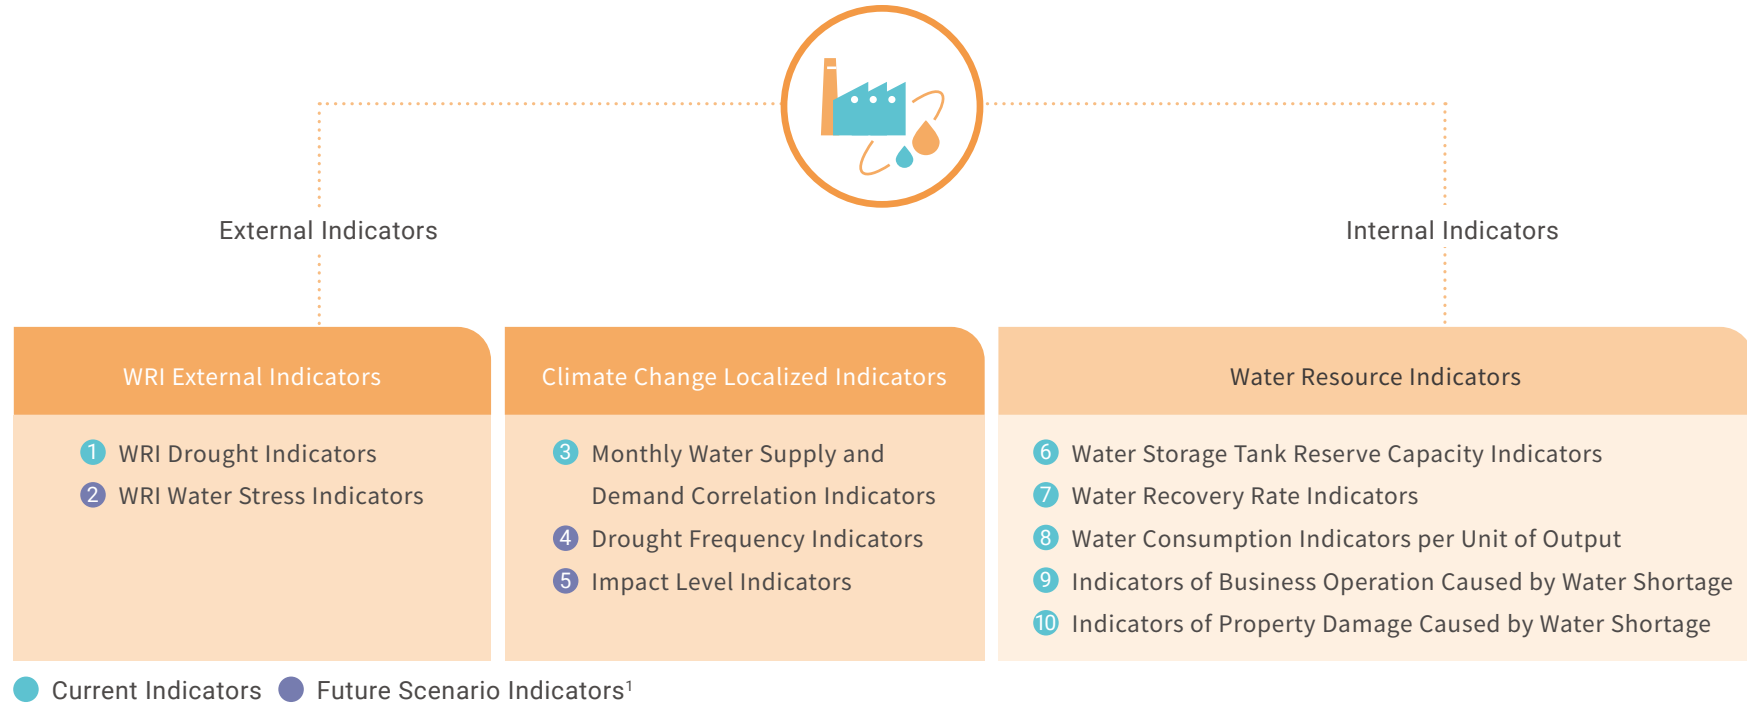 External Indicators
Internal Indicators
WRI External Indicators
1 WRI Drought Indicators
2 WRI Water Stress Indicators
Climate Change Localized Indicators
3 Monthly Water Supply and
Demand Correlation Indicators
4 Drought Frequency Indicators
5 Impact Level Indicators
Water Resource Indicators
6 Water Storage Tank Reserve Capacity Indicators
7 Water Recovery Rate Indicators
8 Water Consumption Indicators per Unit of Output
9 Indicators of Business Operation Caused by Water Shortage
10 Indicators of Property Damage Caused by Water Shortage
Current Indicators
Future Scenario Indicators¹